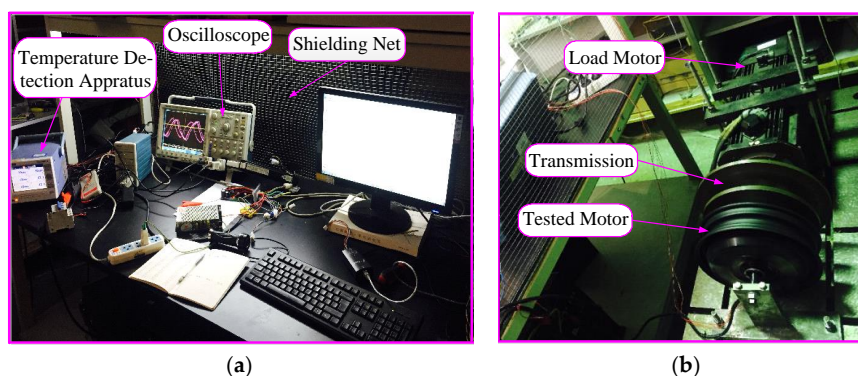 Temperature De-
tection Appratus
Oscilloscope
Shielding Net
Load Motor
Transmission
Tested Motor
(a)
(b)